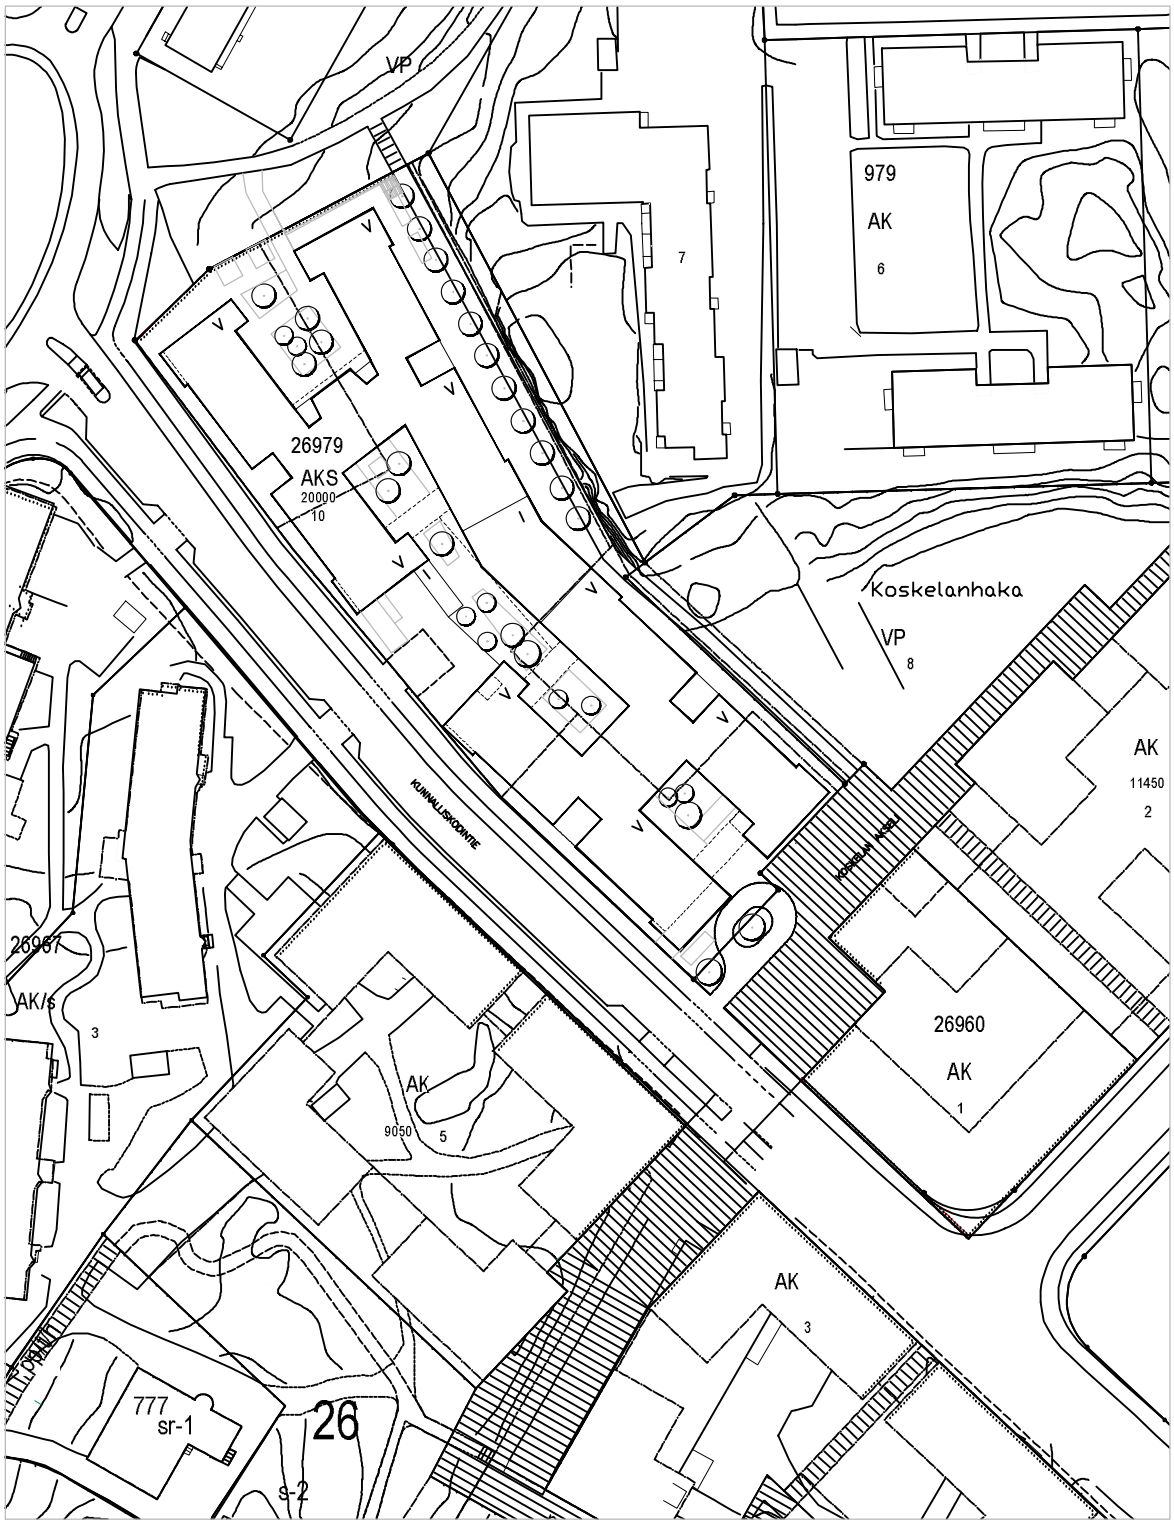 VP
979
AK
6
7
V
V
V
26979
AKS
20000
10
I
V
I
V
Koskelanhaka
VP
8
V
V
AK
11450
2
KUNNALLISKODINTIE
V
KOSKELAN AKSELI
26967
AK/s
3
26960
AK
1
AK
9050
5
AK
3
777
sr-1
26
s-2